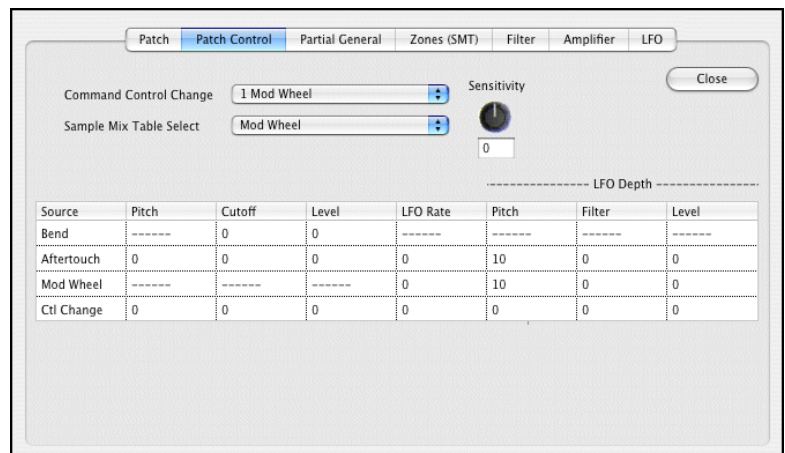 Patch Patch Control Partial General Zones (SMT) Filter Amplifier LFO
Close
Command Control Change 1 Mod Wheel
Sensitivity
Sample Mix Table Select Mod Wheel
0
---------------- LFO Depth ----------------
Source Pitch Cutoff Level LFO Rate Pitch Filter Level
Bend ------ 0 0 ------ ------ ------ ------
Aftertouch 0 0 0 0 10 0 0
Mod Wheel ------ ------ ------ 0 10 0 0
Ctl Change 0 0 0 0 0 0 0